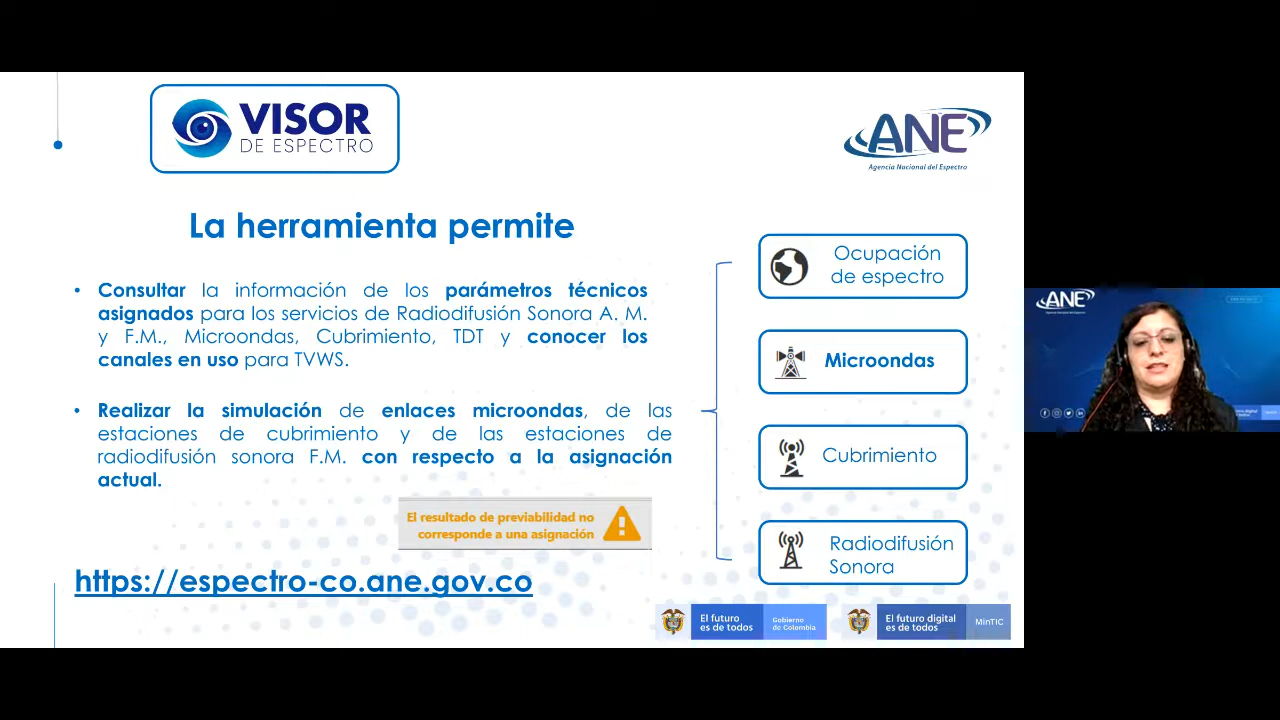 VISOR
DE ESPECTRO
ANE
Agencia Nacional del Espectro
La herramienta permite
• Consultar la información de los parámetros técnicos
asignados para los servicios de Radiodifusión Sonora A. M.
y F.M., Microondas, Cubrimiento, TDT y conocer los
canales en uso para TVWS.
• Realizar la simulación de enlaces microondas, de las
estaciones de cubrimiento y de las estaciones de
radiodifusión sonora F.M. con respecto a la asignación
actual.
El resultado de previabilidad no
corresponde a una asignación
https://espectro-co.ane.gov.co
Ocupación
de espectro
Microondas
Cubrimiento
Radiodifusión
Sonora
El futuro
es de todos
Gobierno
de Colombia
El futuro digital
es de todos
MinTIC
ANE